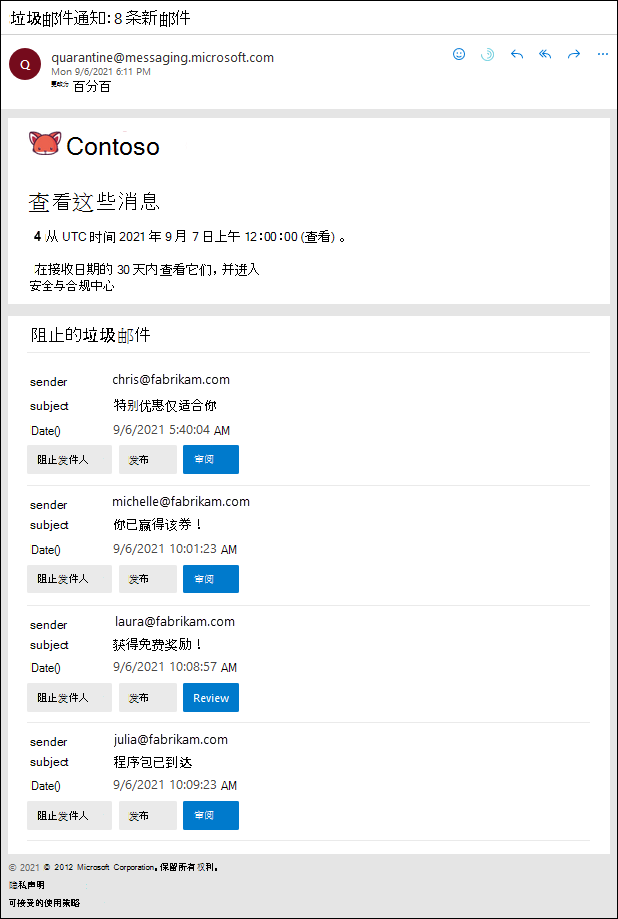 垃圾邮件通知: 8 条新邮件
Q
quarantine@messaging.microsoft.com
Mon 9/6/2021 6:11 PM
百分百
Contoso
查看这些消息
4 从 UTC 时间 2021 年 9 月 7 日上午 12:00:00 (查看) 。
在接收日期的 30 天内查看它们, 并进入
安全与合规中心
阻止的垃圾邮件
sender chris@fabrikam.com
subject 特别优惠仅适合你
Date() 9/6/2021 5:40:04 AM
阻止发件人 发布 审阅
sender michelle@fabrikam.com
subject 你已赢得该券！
Date() 9/6/2021 10:01:23 AM
阻止发件人 发布 审阅
sender laura@fabrikam.com
subject 获得免费奖励！
Date() 9/6/2021 10:08:57 AM
阻止发件人 发布 Review
sender julia@fabrikam.com
subject 程序包已到达
Date() 9/6/2021 10:09:23 AM
阻止发件人 发布 审阅
© 2021 © 2012 Microsoft Corporation。保留所有权利。
隐私声明
可接受的使用策略